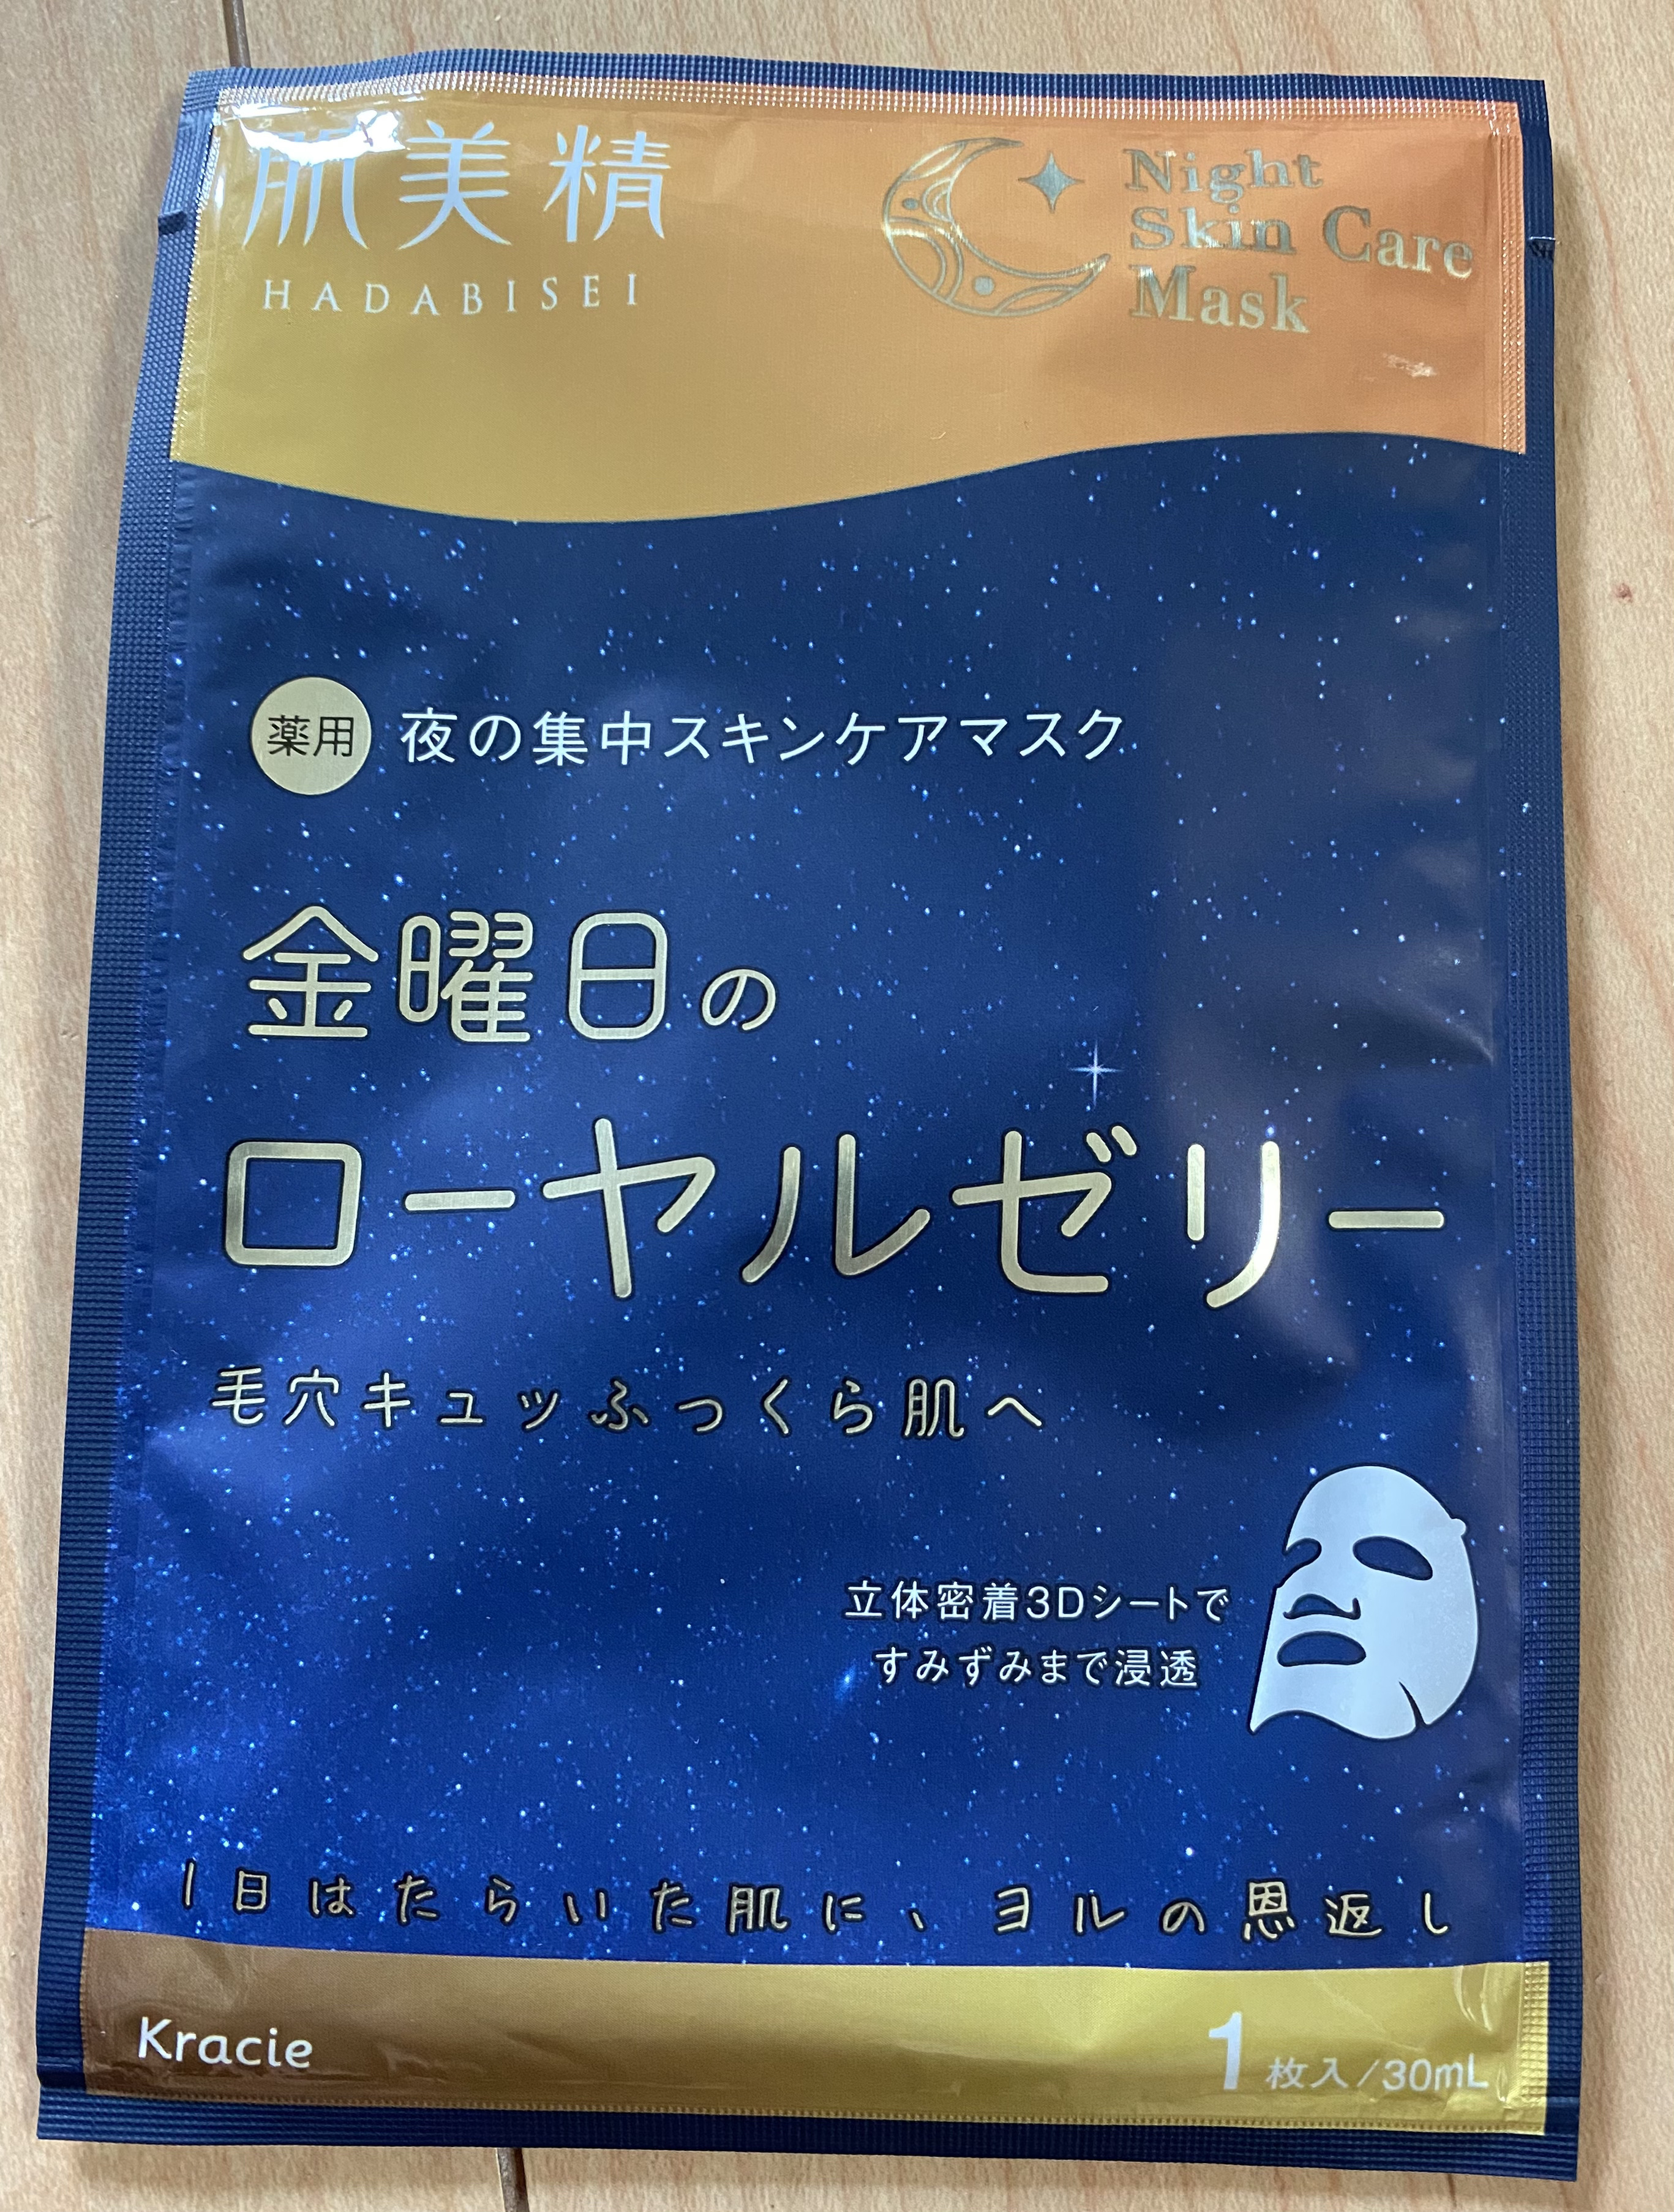 肌美精
HADABISEI
Night
Skin Care
Mask
薬用 夜の集中スキンケアマスク
金曜日の
ローヤルゼリー
毛穴キュッふっくら肌へ
立体密着3Dシートで
すみずみまで浸透
1日はたらいた肌に、ヨルの恩返し
Kracie
1枚入/30mL